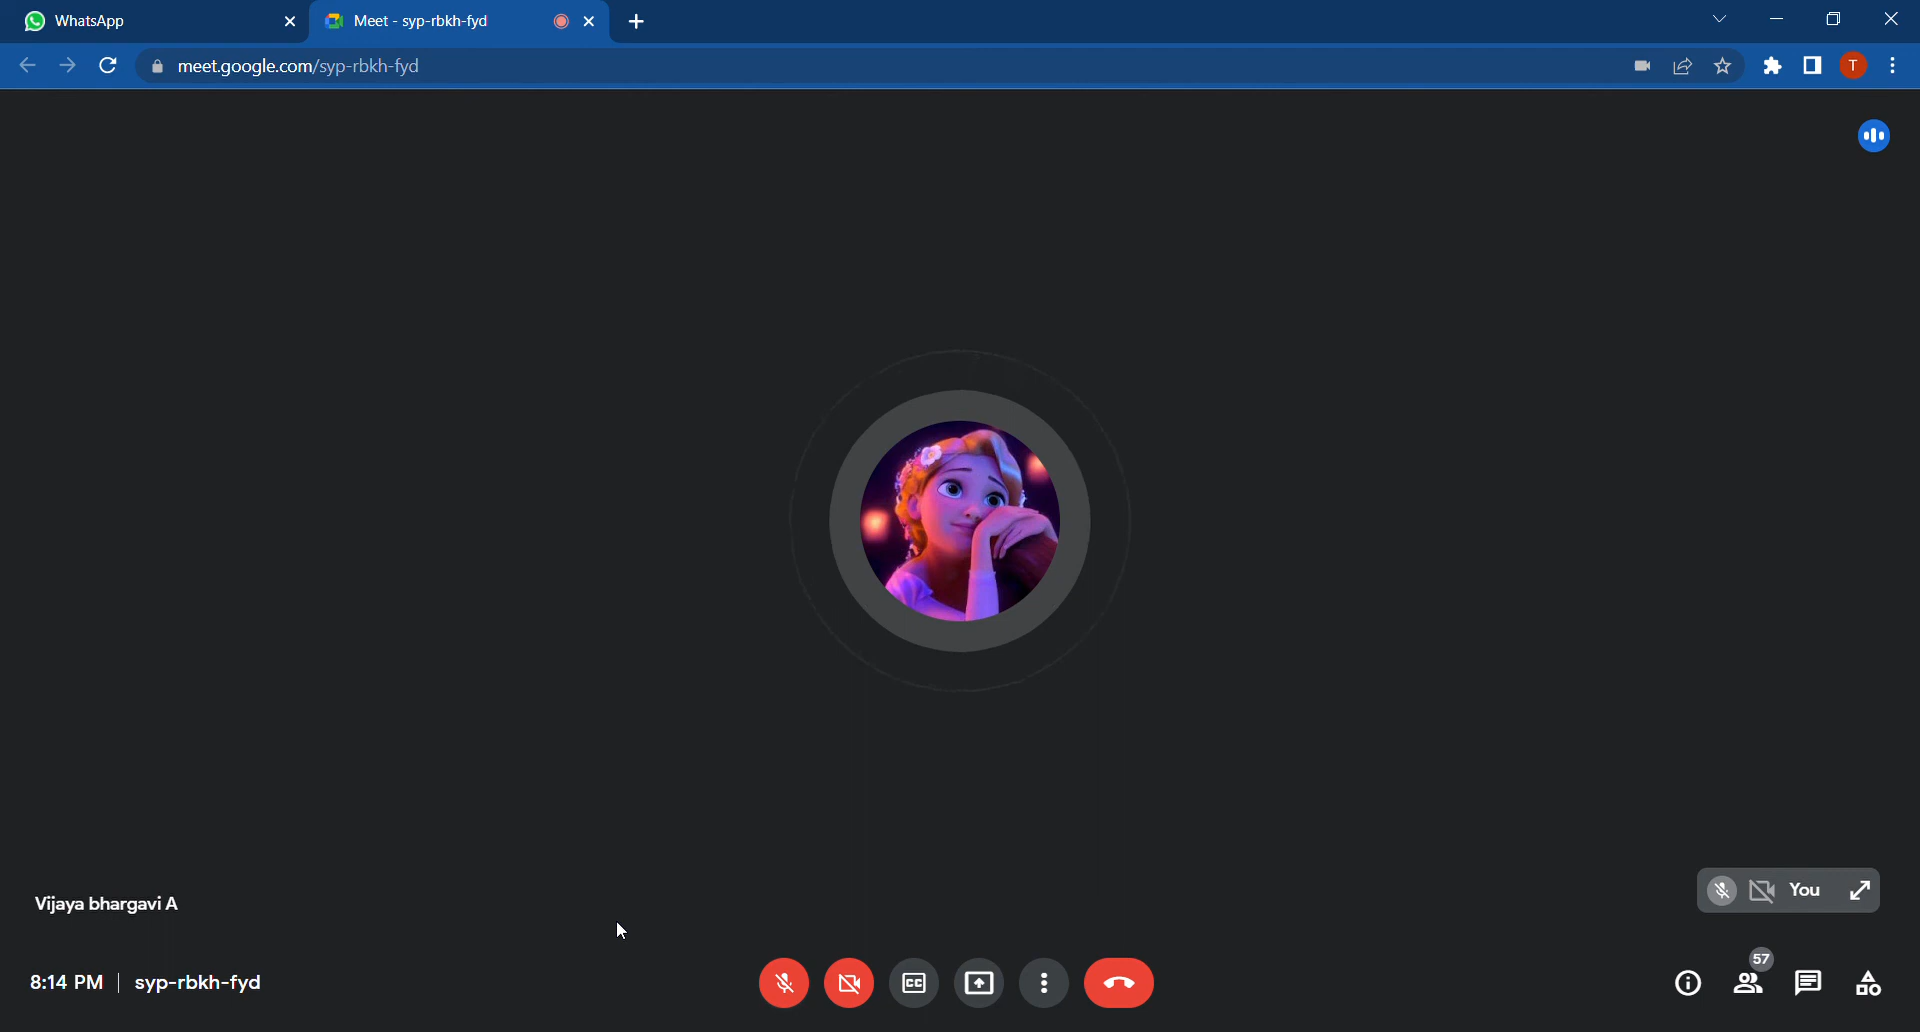 WhatsApp
Meet - syp-rbkh-fyd
meet.google.com/syp-rbkh-fyd
T
Vijaya bhargavi A
You
8:14 PM | syp-rbkh-fyd
CC
57